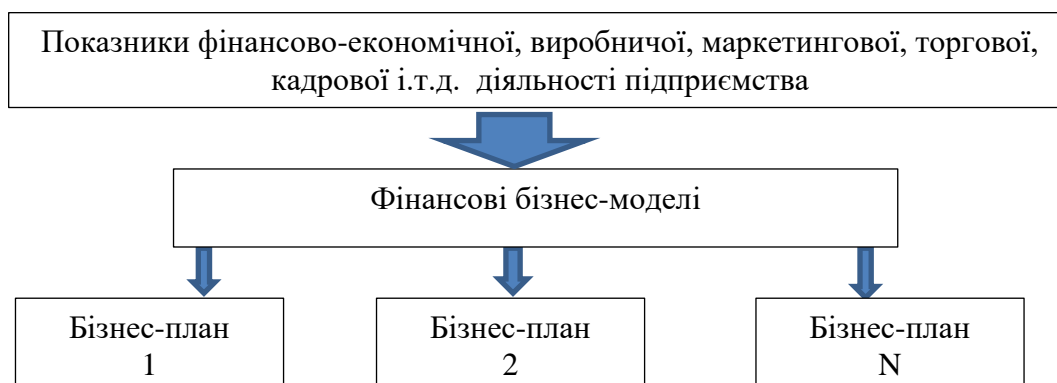 Показники фінансово-економічної, виробничої, маркетингової, торгової,
кадрової і.т.д. діяльності підприємства
Фінансові бізнес-моделі
Бізнес-план
1
Бізнес-план
2
Бізнес-план
N